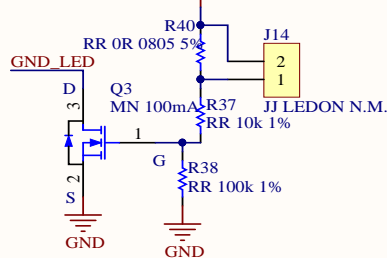 R40
RR 0R 0805 5%
J14
2
1
JJ LEDON N.M.
GND_LED
D
3
Q3
MN 100mA
R37
RR 10k 1%
1
G
R38
RR 100k 1%
2
S
GND
GND